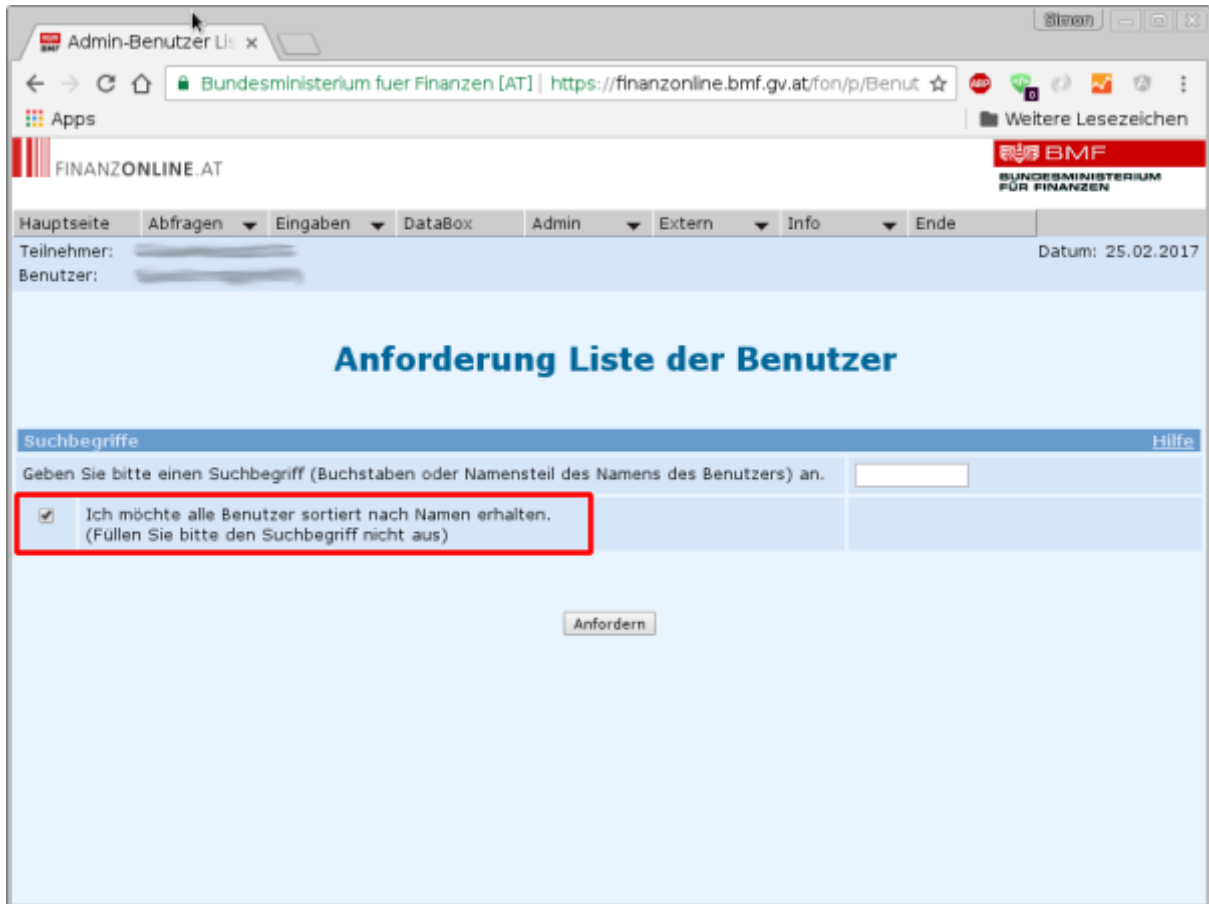 Simon
Admin-Benutzer Lis
Bundesministerium fuer Finanzen [AT] https://finanzonline.bmf.gv.at/fon/p/Benut
ABP
0
Apps
Weitere Lesezeichen
FINANZONLINE.AT
BMF
BUNDESMINISTERIUM
FÜR FINANZEN
Hauptseite Abfragen Eingaben DataBox Admin Extern Info Ende
Teilnehmer:
Datum: 25.02.2017
Benutzer:
Anforderung Liste der Benutzer
Suchbegriffe Hilfe
Geben Sie bitte einen Suchbegriff (Buchstaben oder Namensteil des Namens des Benutzers) an.
Ich möchte alle Benutzer sortiert nach Namen erhalten.
(Füllen Sie bitte den Suchbegriff nicht aus)
Anfordern